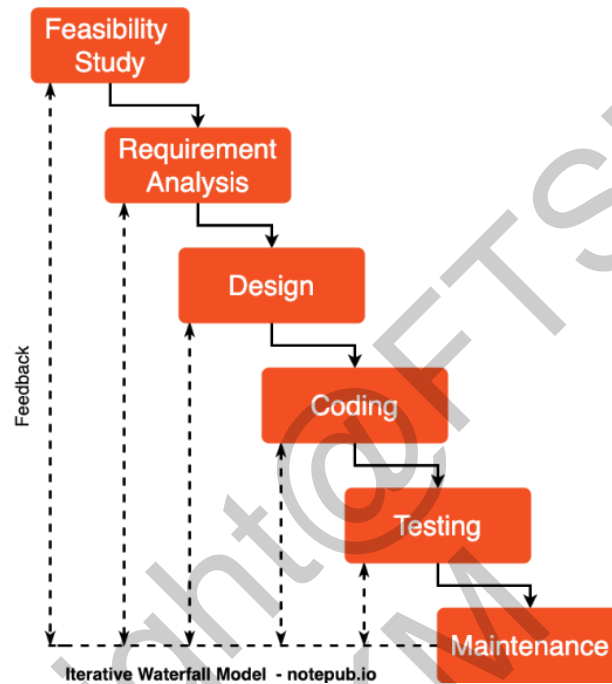 Feasibility
Study
Requirement
Analysis
Design
Feedback
Coding
Testing
Maintenance
Iterative Waterfall Model - notepub.io